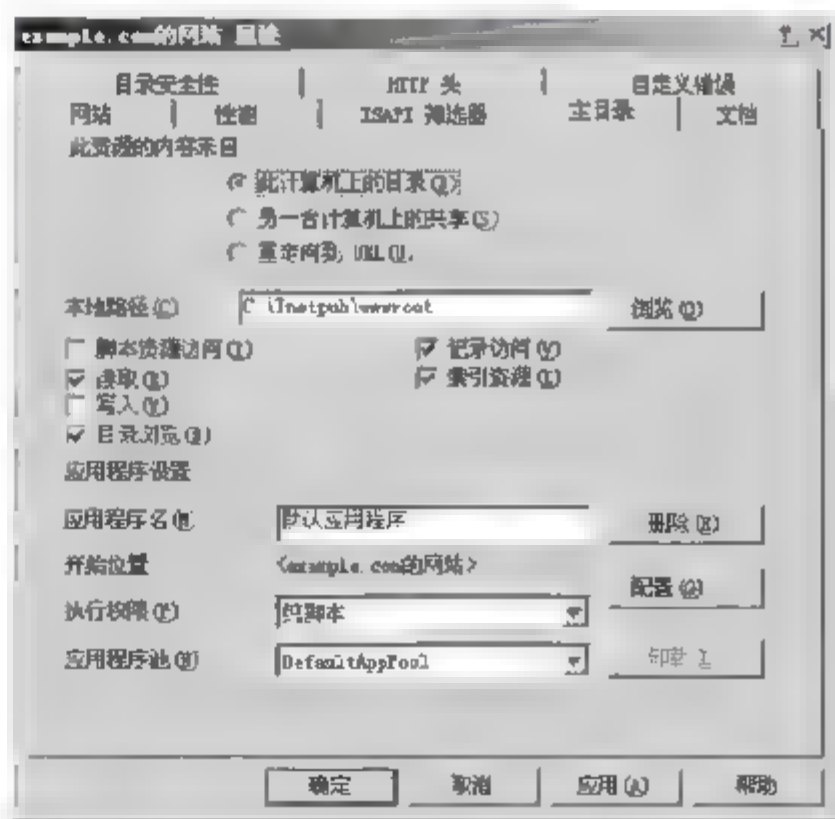 example.com的网站 属性
目录安全性 HTTP 头 自定义错误
网站 性能 ISAPI 筛选器 主目录 文档
此资源的内容来自
此计算机上的目录(D)
另一台计算机上的共享(S)
重定向到 URL(U)
本地路径(C) C:\Inetpub\wwwroot 浏览(O)
脚本资源访问(T) 记录访问(V)
读取(R) 索引资源(I)
写入(W)
目录浏览(B)
应用程序设置
应用程序名(M) 默认应用程序 删除(E)
开始位置 <example.com的网站>
配置(G)
执行权限(P) 纯脚本
应用程序池(N) DefaultAppPool 卸载
确定 取消 应用(A) 帮助